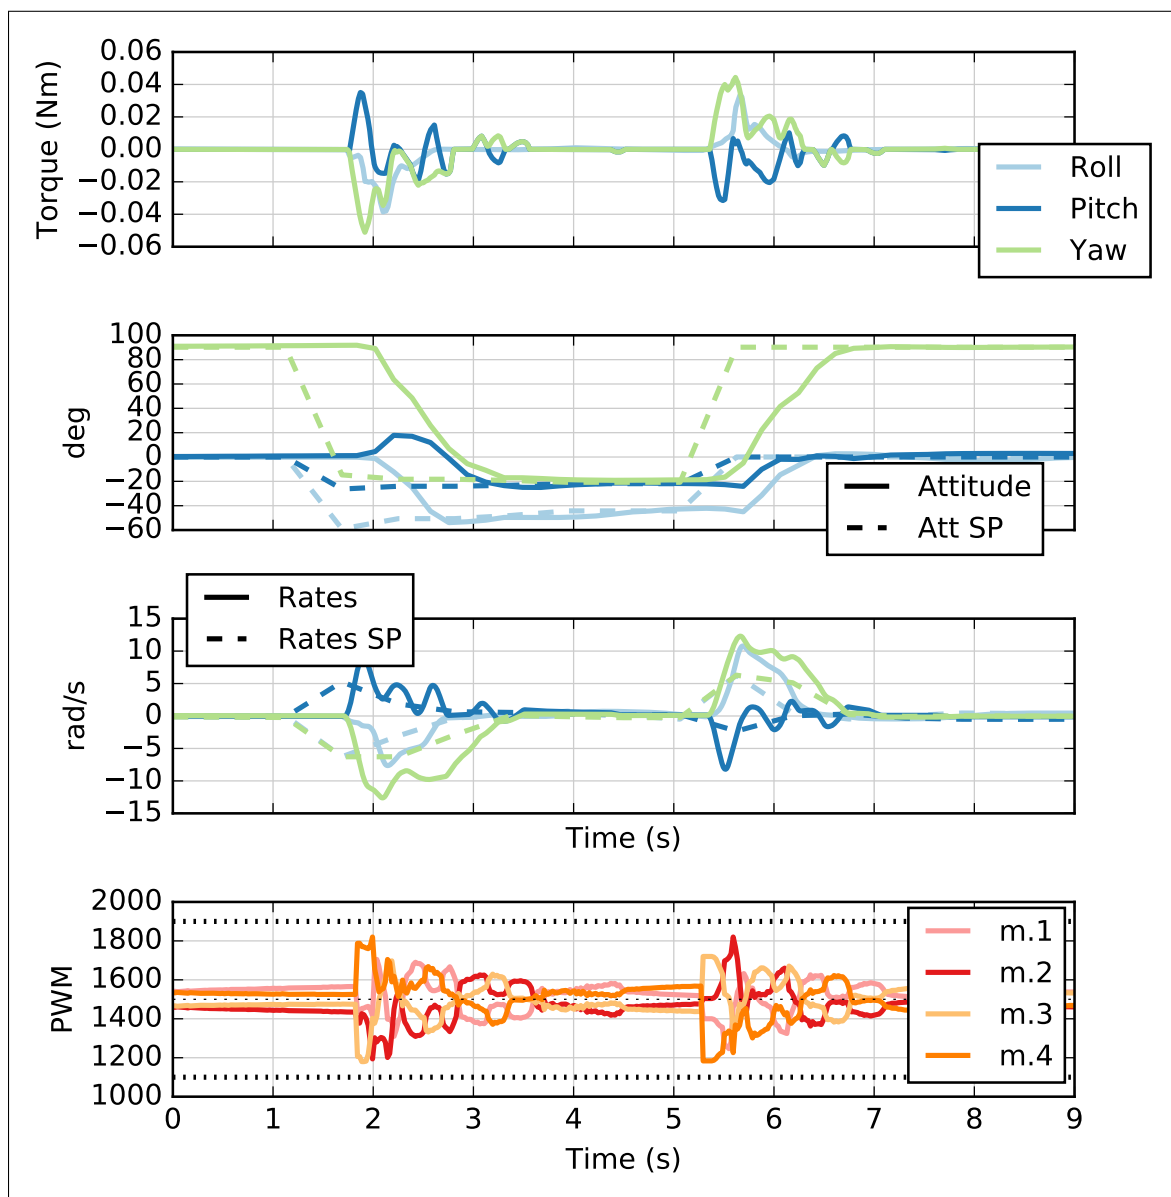 Torque (Nm)
0.06
0.04
0.02
0.00
−0.02
−0.04
−0.06
Roll
Pitch
Yaw
deg
100
80
60
40
20
0
−20
−40
−60
Attitude
Att SP
Rates
Rates SP
rad/s
15
10
5
0
−5
−10
−15
Time (s)
PWM
2000
1800
1600
1400
1200
1000
m.1
m.2
m.3
m.4
0 1 2 3 4 5 6 7 8 9
Time (s)